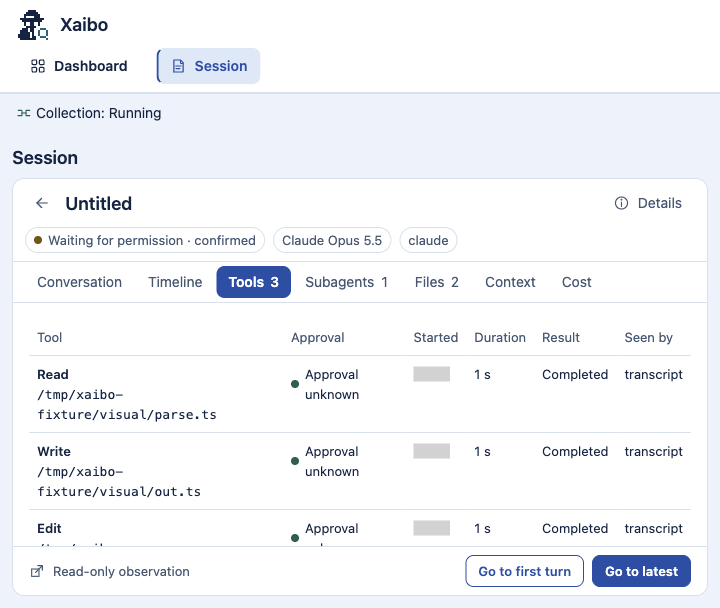 Xaibo
Dashboard
Session
Collection: Running
Session
Untitled
Details
Waiting for permission · confirmed
Claude Opus 5.5
claude
Conversation
Timeline
Tools 3
Subagents 1
Files 2
Context
Cost
Tool Approval Started Duration Result Seen by
Read
/tmp/xaibo-
fixture/visual/parse.ts
Approval
unknown
1 s
Completed
transcript
Write
/tmp/xaibo-
fixture/visual/out.ts
Approval
unknown
1 s
Completed
transcript
Edit
Approval
1 s
Completed
transcript
Read-only observation
Go to first turn
Go to latest